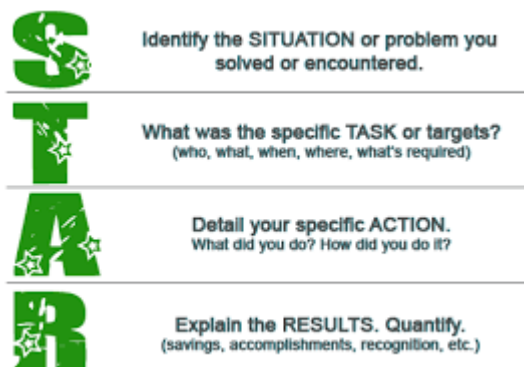 S
Identify the SITUATION or problem you
solved or encountered.
T
What was the specific TASK or targets?
(who, what, when, where, what's required)
A
Detail your specific ACTION.
What did you do? How did you do it?
R
Explain the RESULTS. Quantify.
(savings, accomplishments, recognition, etc.)